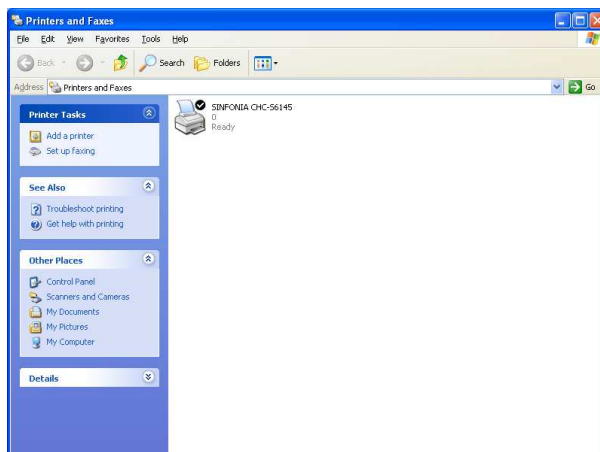 Printers and Faxes
File Edit View Favorites Tools Help
Back Search Folders
Address Printers and Faxes Go
Printer Tasks
Add a printer
Set up faxing
See Also
Troubleshoot printing
Get help with printing
Other Places
Control Panel
Scanners and Cameras
My Documents
My Pictures
My Computer
Details
SINFONIA CHC-S6145
0
Ready